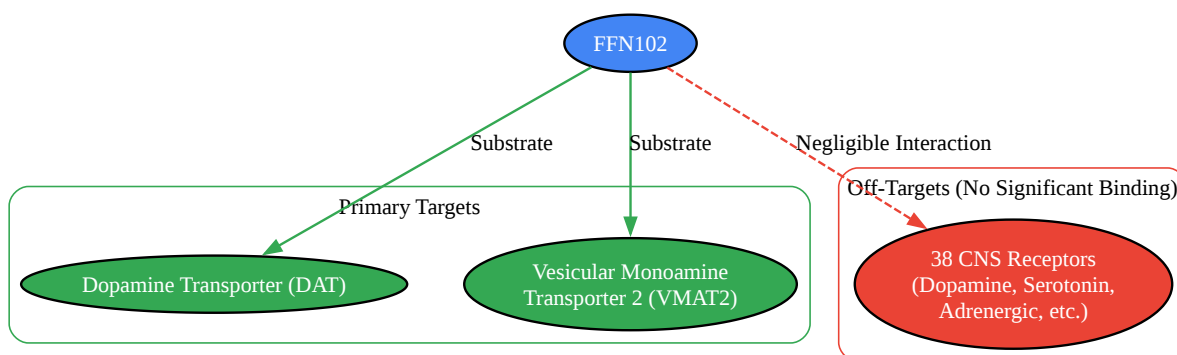 FFN102
Substrate
Substrate
Negligible Interaction
Primary Targets
Off-Targets (No Significant Binding)
Dopamine Transporter (DAT)
Vesicular Monoamine
Transporter 2 (VMAT2)
38 CNS Receptors
(Dopamine, Serotonin,
Adrenergic, etc.)